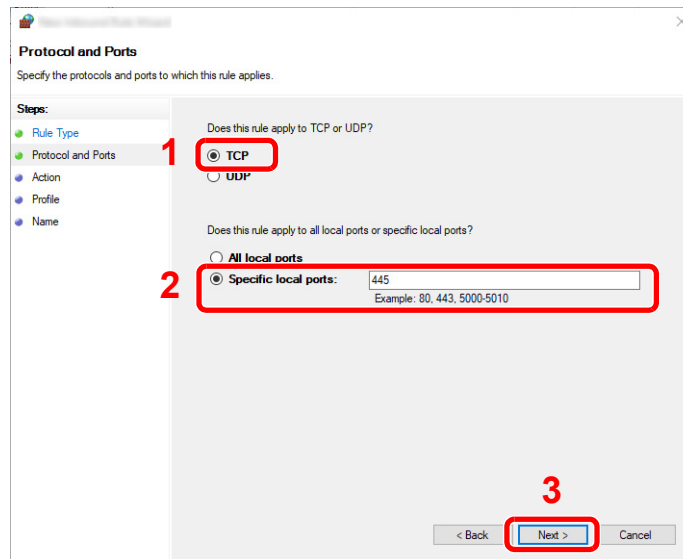 Protocol and Ports
Specify the protocols and ports to which this rule applies.
Steps:
Rule Type
Protocol and Ports
Action
Profile
Name
Does this rule apply to TCP or UDP?
1
TCP
UDP
Does this rule apply to all local ports or specific local ports?
All local ports
2
Specific local ports: 445
Example: 80, 443, 5000-5010
3
< Back Next > Cancel